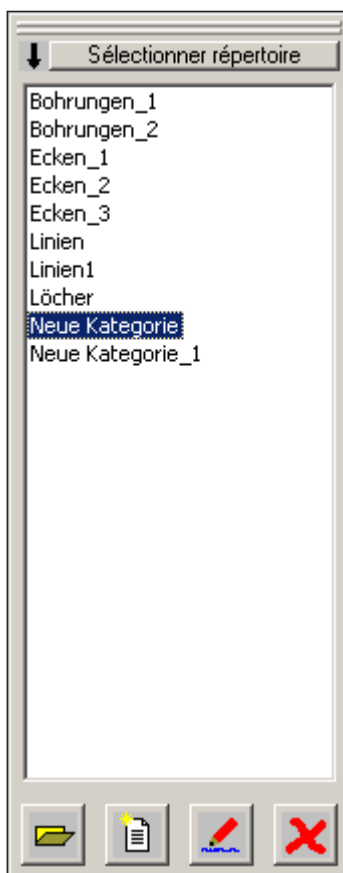 Sélectionner répertoire
Bohrungen_1
Bohrungen_2
Ecken_1
Ecken_2
Ecken_3
Linien
Linien1
Löcher
Neue Kategorie
Neue Kategorie_1